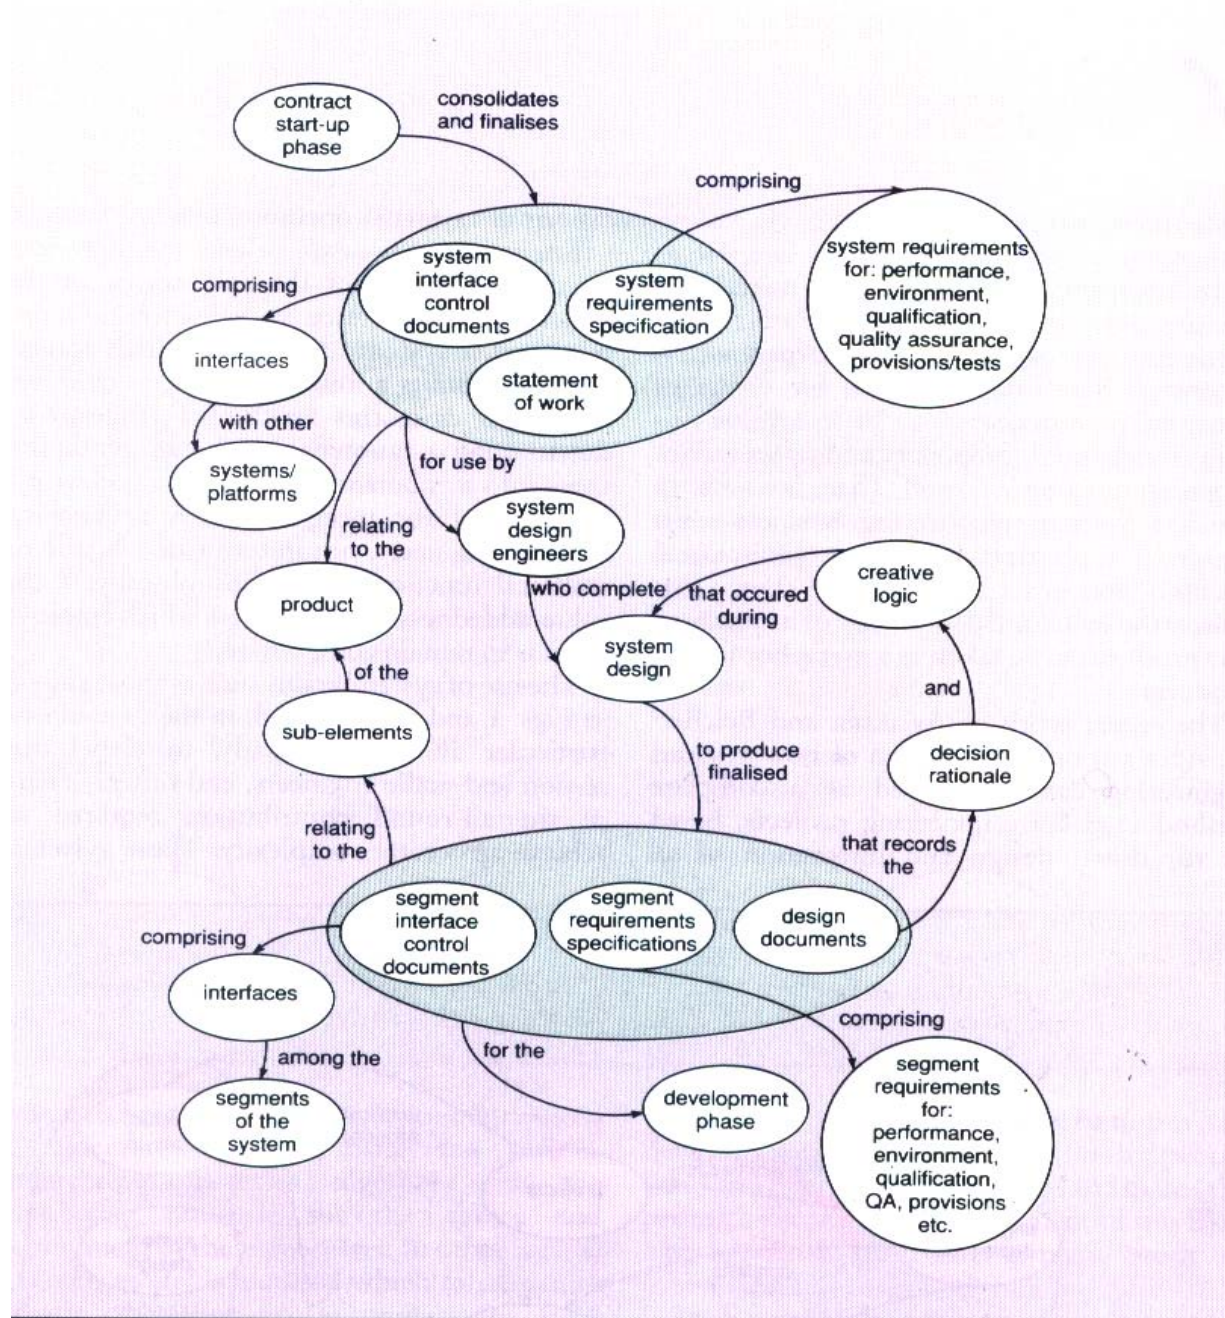 contract
start-up
phase
consolidates
and finalises
comprising
system requirements
for: performance,
environment,
qualification,
quality assurance,
provisions/tests
system
interface
control
documents
system
requirements
specification
statement
of work
comprising
interfaces
with other
systems/
platforms
for use by
system
design
engineers
relating
to the
product
who complete
that occured
during
creative
logic
system
design
of the
sub-elements
and
decision
rationale
to produce
finalised
relating
to the
that records
the
segment
interface
control
documents
segment
requirements
specifications
design
documents
comprising
interfaces
among the
segments
of the
system
for the
development
phase
comprising
segment
requirements
for:
performance,
environment,
qualification,
QA, provisions
etc.